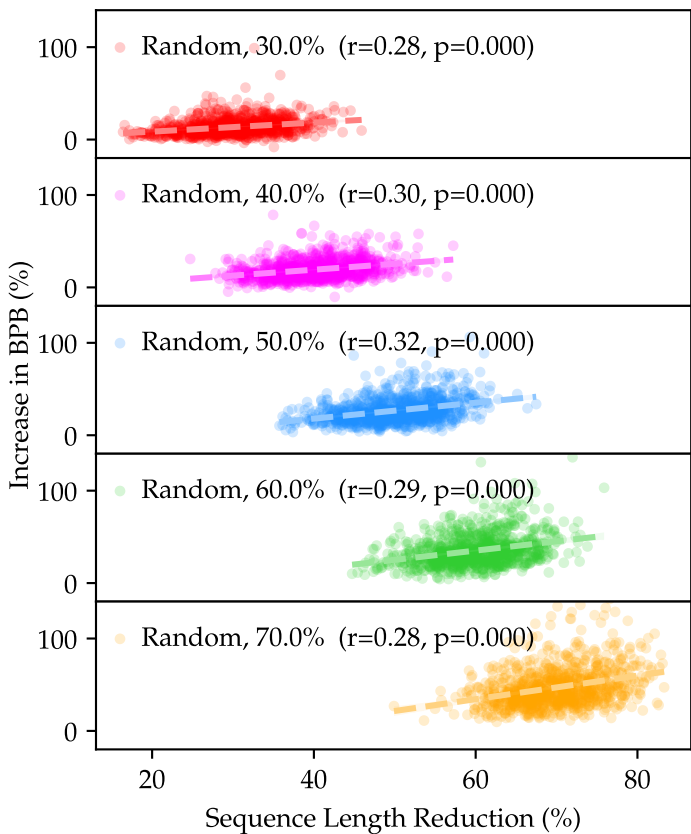 100
Random, 30.0% (r=0.28, p=0.000)
0
100
Random, 40.0% (r=0.30, p=0.000)
0
100
Random, 50.0% (r=0.32, p=0.000)
0
100
Random, 60.0% (r=0.29, p=0.000)
0
100
Random, 70.0% (r=0.28, p=0.000)
0
Increase in BPB (%)
20 40 60 80
Sequence Length Reduction (%)